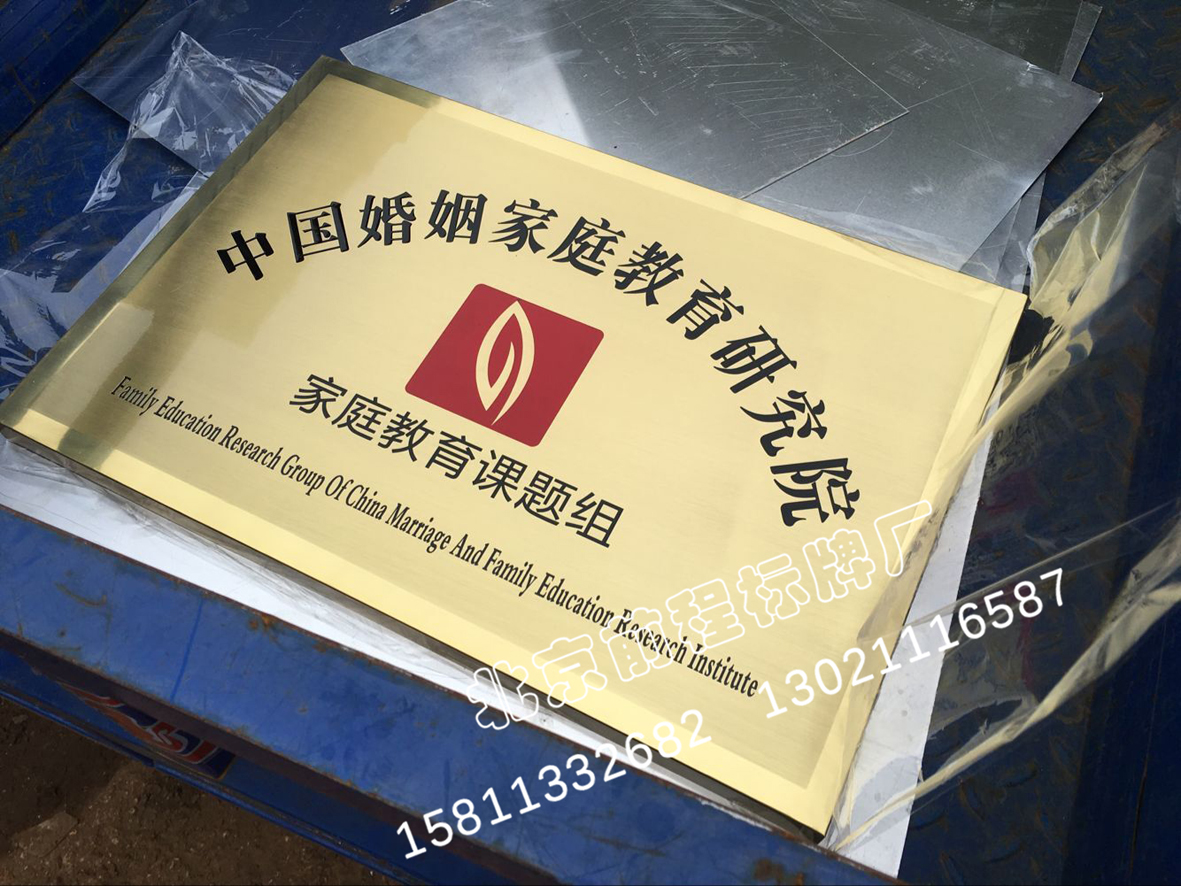 中国婚姻家庭教育研究院
家庭教育课题组
Family Education Research Group Of China Marriage And Family Education Research Institute
北京前程标牌厂
15811332682 13021116587